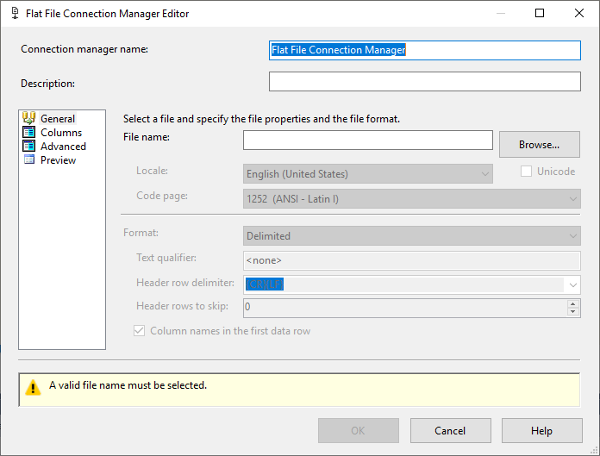 Flat File Connection Manager Editor
Connection manager name: Flat File Connection Manager
Description:
General
Columns
Advanced
Preview
Select a file and specify the file properties and the file format.
File name: Browse...
Locale: English (United States) Unicode
Code page: 1252 (ANSI - Latin I)
Format: Delimited
Text qualifier: <none>
Header row delimiter: {CR}{LF}
Header rows to skip: 0
Column names in the first data row
A valid file name must be selected.
OK Cancel Help